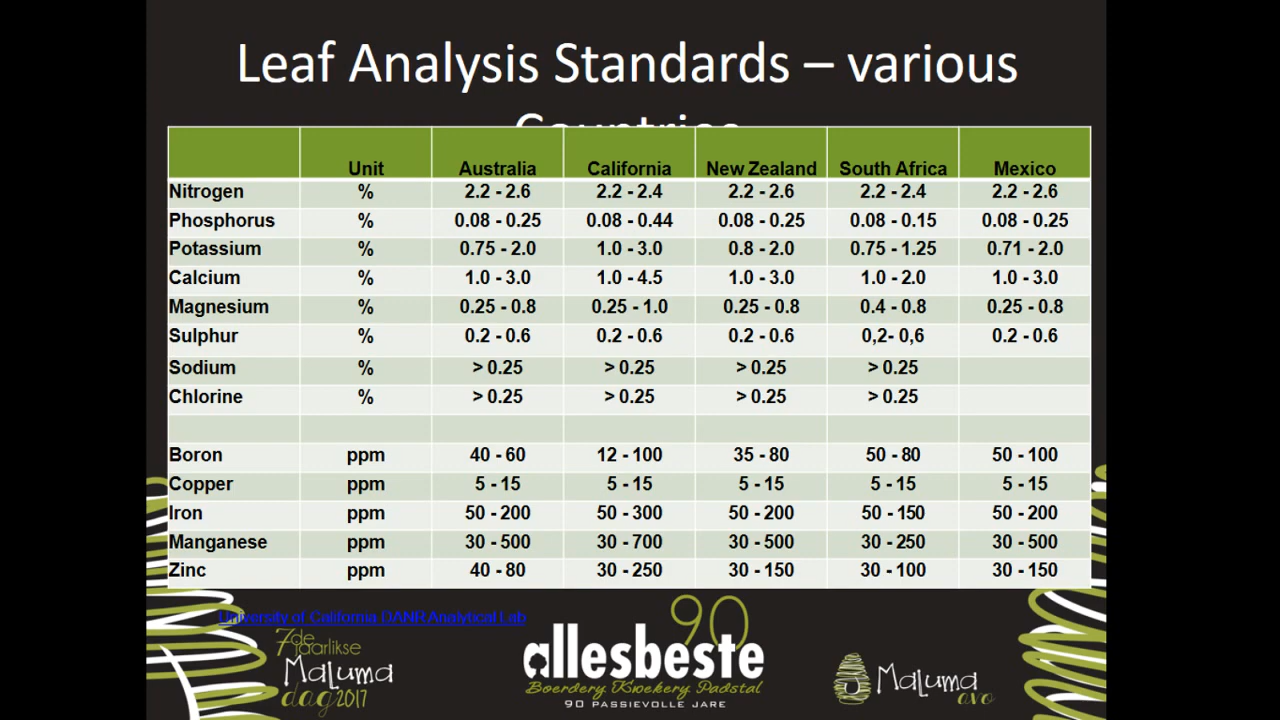 Leaf Analysis Standards – various
Countries
Unit Australia California New Zealand South Africa Mexico
Nitrogen % 2.2 - 2.6 2.2 - 2.4 2.2 - 2.6 2.2 - 2.4 2.2 - 2.6
Phosphorus % 0.08 - 0.25 0.08 - 0.44 0.08 - 0.25 0.08 - 0.15 0.08 - 0.25
Potassium % 0.75 - 2.0 1.0 - 3.0 0.8 - 2.0 0.75 - 1.25 0.71 - 2.0
Calcium % 1.0 - 3.0 1.0 - 4.5 1.0 - 3.0 1.0 - 2.0 1.0 - 3.0
Magnesium % 0.25 - 0.8 0.25 - 1.0 0.25 - 0.8 0.4 - 0.8 0.25 - 0.8
Sulphur % 0.2 - 0.6 0.2 - 0.6 0.2 - 0.6 0,2- 0,6 0.2 - 0.6
Sodium % > 0.25 > 0.25 > 0.25 > 0.25
Chlorine % > 0.25 > 0.25 > 0.25 > 0.25
Boron ppm 40 - 60 12 - 100 35 - 80 50 - 80 50 - 100
Copper ppm 5 - 15 5 - 15 5 - 15 5 - 15 5 - 15
Iron ppm 50 - 200 50 - 300 50 - 200 50 - 150 50 - 200
Manganese ppm 30 - 500 30 - 700 30 - 500 30 - 250 30 - 500
Zinc ppm 40 - 80 30 - 250 30 - 150 30 - 100 30 - 150
University of California DANR Analytical Lab
7de
jaarlikse
Maluma
dag 2017
90
allesbeste
Boerdery Kwekery Padstal
90 PASSIEVOLLE JARE
Maluma
avo